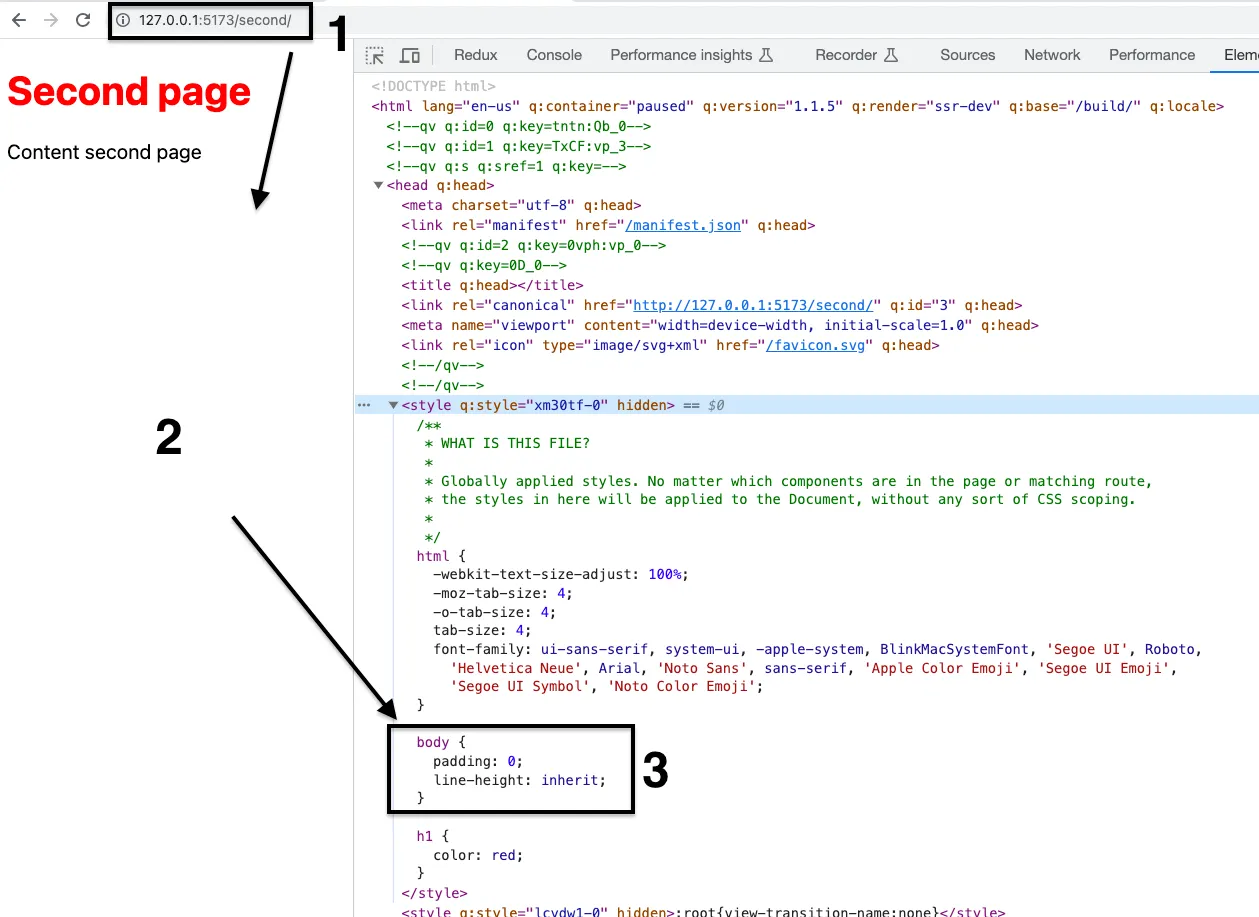 127.0.0.1:5173/second/
1
Second page
Content second page
2
Redux Console Performance insights Recorder Sources Network Performance Eleme
<!DOCTYPE html>
<html lang="en-us" q:container="paused" q:version="1.1.5" q:render="ssr-dev" q:base="/build/" q:locale>
<!--qv q:id=0 q:key=tntn:Qb_0-->
<!--qv q:id=1 q:key=TxCF:vp_3-->
<!--qv q:s q:sref=1 q:key=-->
<head q:head>
<meta charset="utf-8" q:head>
<link rel="manifest" href="/manifest.json" q:head>
<!--qv q:id=2 q:key=0vph:vp_0-->
<!--qv q:key=0D_0-->
<title q:head></title>
<link rel="canonical" href="http://127.0.0.1:5173/second/" q:id="3" q:head>
<meta name="viewport" content="width=device-width, initial-scale=1.0" q:head>
<link rel="icon" type="image/svg+xml" href="/favicon.svg" q:head>
<!--/qv-->
<!--/qv-->
<style q:style="xm30tf-0" hidden> == $0
/**
* WHAT IS THIS FILE?
*
* Globally applied styles. No matter which components are in the page or matching route,
* the styles in here will be applied to the Document, without any sort of CSS scoping.
*
*/
html {
-webkit-text-size-adjust: 100%;
-moz-tab-size: 4;
-o-tab-size: 4;
tab-size: 4;
font-family: ui-sans-serif, system-ui, -apple-system, BlinkMacSystemFont, 'Segoe UI', Roboto,
'Helvetica Neue', Arial, 'Noto Sans', sans-serif, 'Apple Color Emoji', 'Segoe UI Emoji',
'Segoe UI Symbol', 'Noto Color Emoji';
}
body {
padding: 0;
line-height: inherit;
}
3
h1 {
color: red;
}
</style>
<style q:style="lcydw1-0" hidden>:root{view-transition-name:none}</style>